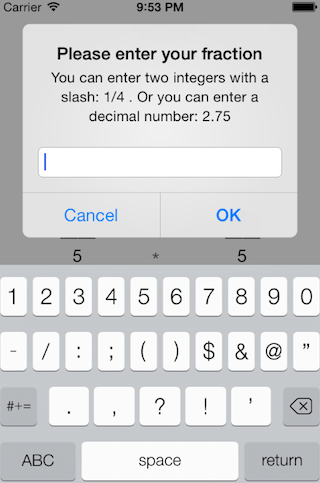 Carrier 9:53 PM
Please enter your fraction
You can enter two integers with a
slash: 1/4 . Or you can enter a
decimal number: 2.75
Cancel OK
5 * 5
1 2 3 4 5 6 7 8 9 0
- / : ; ( ) $ & @ "
#+= . , ? ! '
ABC space return